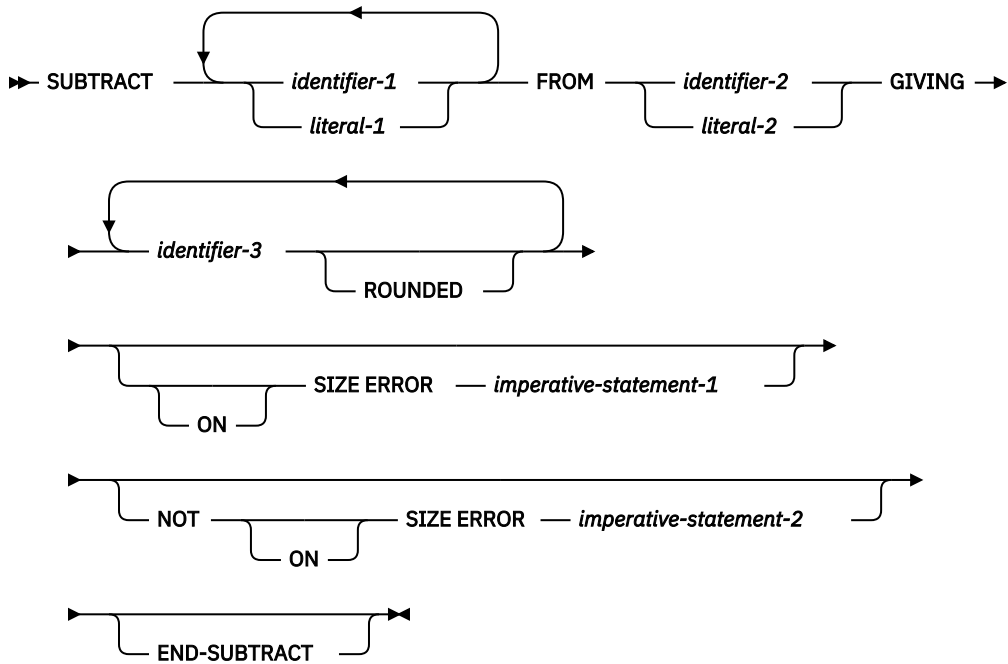 SUBTRACT identifier-1 FROM identifier-2 GIVING
literal-1 literal-2
identifier-3
ROUNDED
SIZE ERROR imperative-statement-1
ON
NOT SIZE ERROR imperative-statement-2
ON
END-SUBTRACT